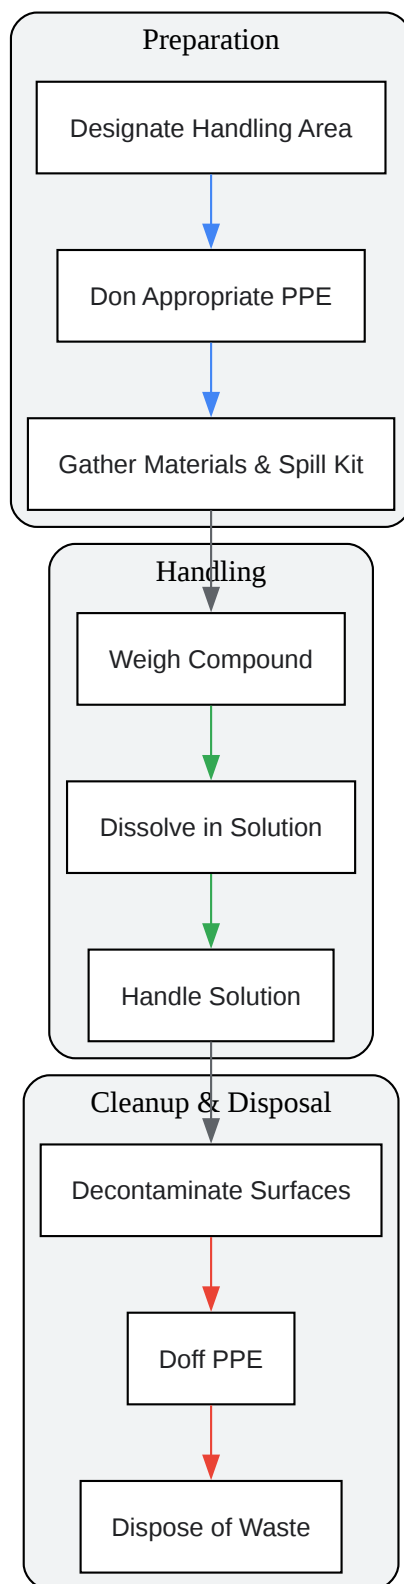 Preparation
Designate Handling Area
Don Appropriate PPE
Gather Materials & Spill Kit
Handling
Weigh Compound
Dissolve in Solution
Handle Solution
Cleanup & Disposal
Decontaminate Surfaces
Doff PPE
Dispose of Waste